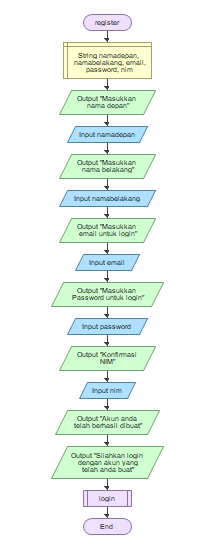 register
String namadepan,
namabelakang, email,
password, nim
Output "Masukkan
nama depan"
Input namadepan
Output "Masukkan
nama belakang"
Input namabelakang
Output "Masukkan
email untuk login"
Input email
Output "Masukkan
Password untuk login"
Input password
Output "Konfirmasi
NIM"
Input nim
Output "Akun anda
telah berhasil dibuat"
Output "Silahkan login
dengan akun yang
telah anda buat"
login
End